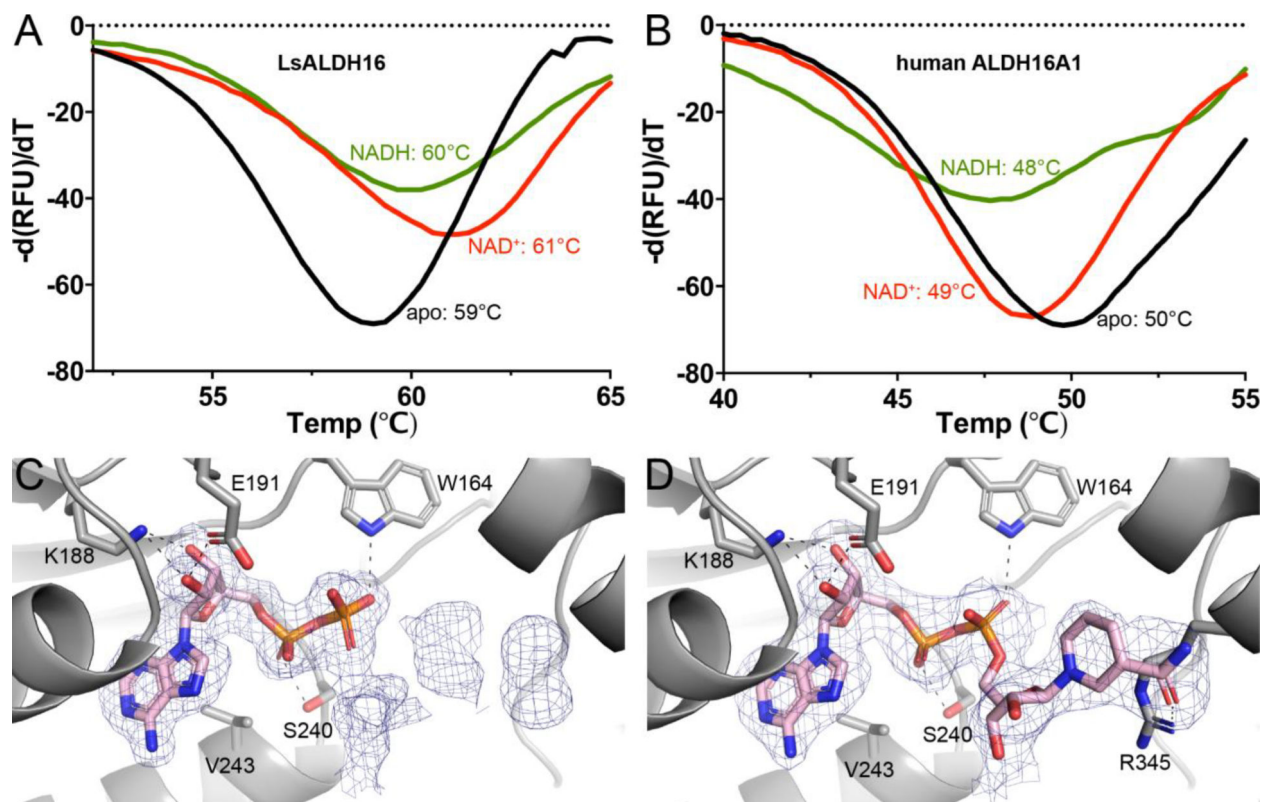 A
LsALDH16
0
-20
-40
-60
-80
-d(RFU)/dT
NADH: 60°C
NAD⁺: 61°C
apo: 59°C
55
60
65
Temp (°C)
B
human ALDH16A1
0
-20
-40
-60
-80
-d(RFU)/dT
NADH: 48°C
NAD⁺: 49°C
apo: 50°C
40
45
50
55
Temp (°C)
C
E191
W164
K188
S240
V243
D
E191
W164
K188
S240
V243
R345